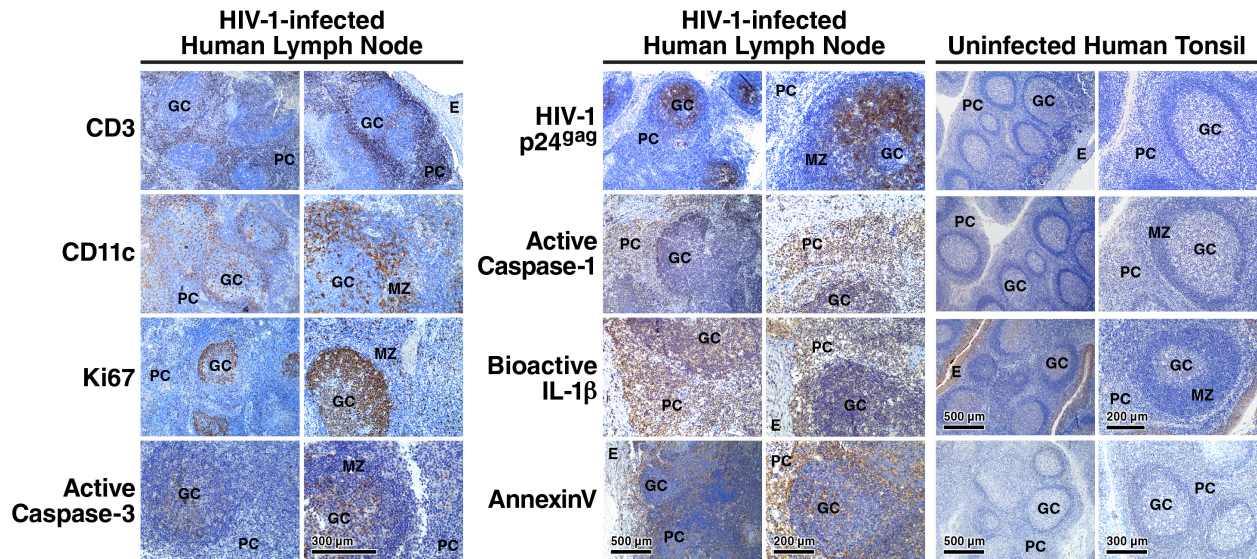 HIV-1-infected
Human Lymph Node
HIV-1-infected
Human Lymph Node
Uninfected Human Tonsil
CD3
GC
PC
GC
E
PC
HIV-1
p24gag
GC
PC
PC
MZ
GC
PC
GC
E
GC
PC
CD11c
GC
PC
GC
MZ
Active
Caspase-1
PC
GC
PC
GC
PC
GC
MZ
GC
PC
Ki67
PC
GC
MZ
GC
Bioactive
IL-1β
GC
PC
PC
GC
E
E
GC
500 µm
GC
PC
MZ
200 µm
Active
Caspase-3
GC
PC
MZ
GC
300 µm
PC
AnnexinV
E
GC
PC
500 µm
PC
GC
200 µm
GC
PC
500 µm
PC
GC
300 µm